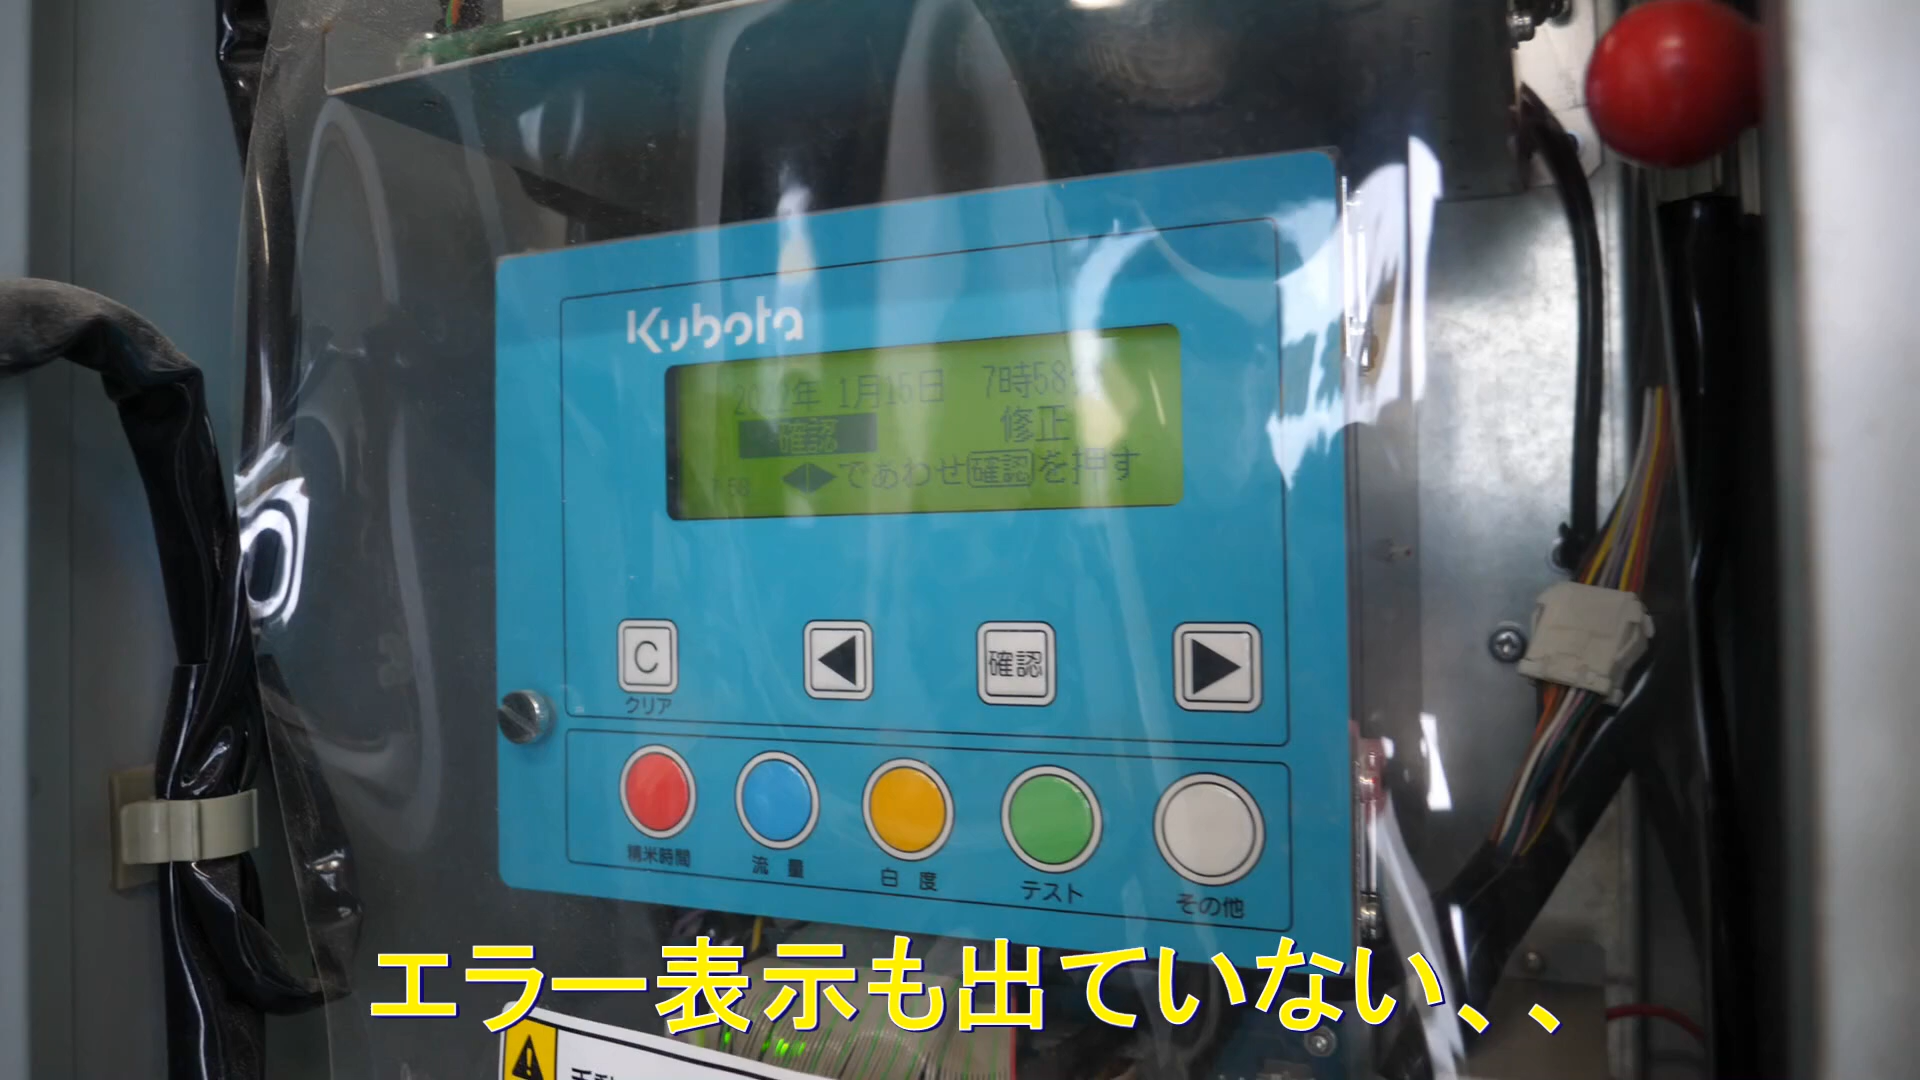 Kubota
2022年 1月15日 7時58分
確認 修正
7:58 ◀▶であわせ確認を押す
C 確認
クリア
精米時間 流量 白度 テスト その他
エラー表示も出ていない、、